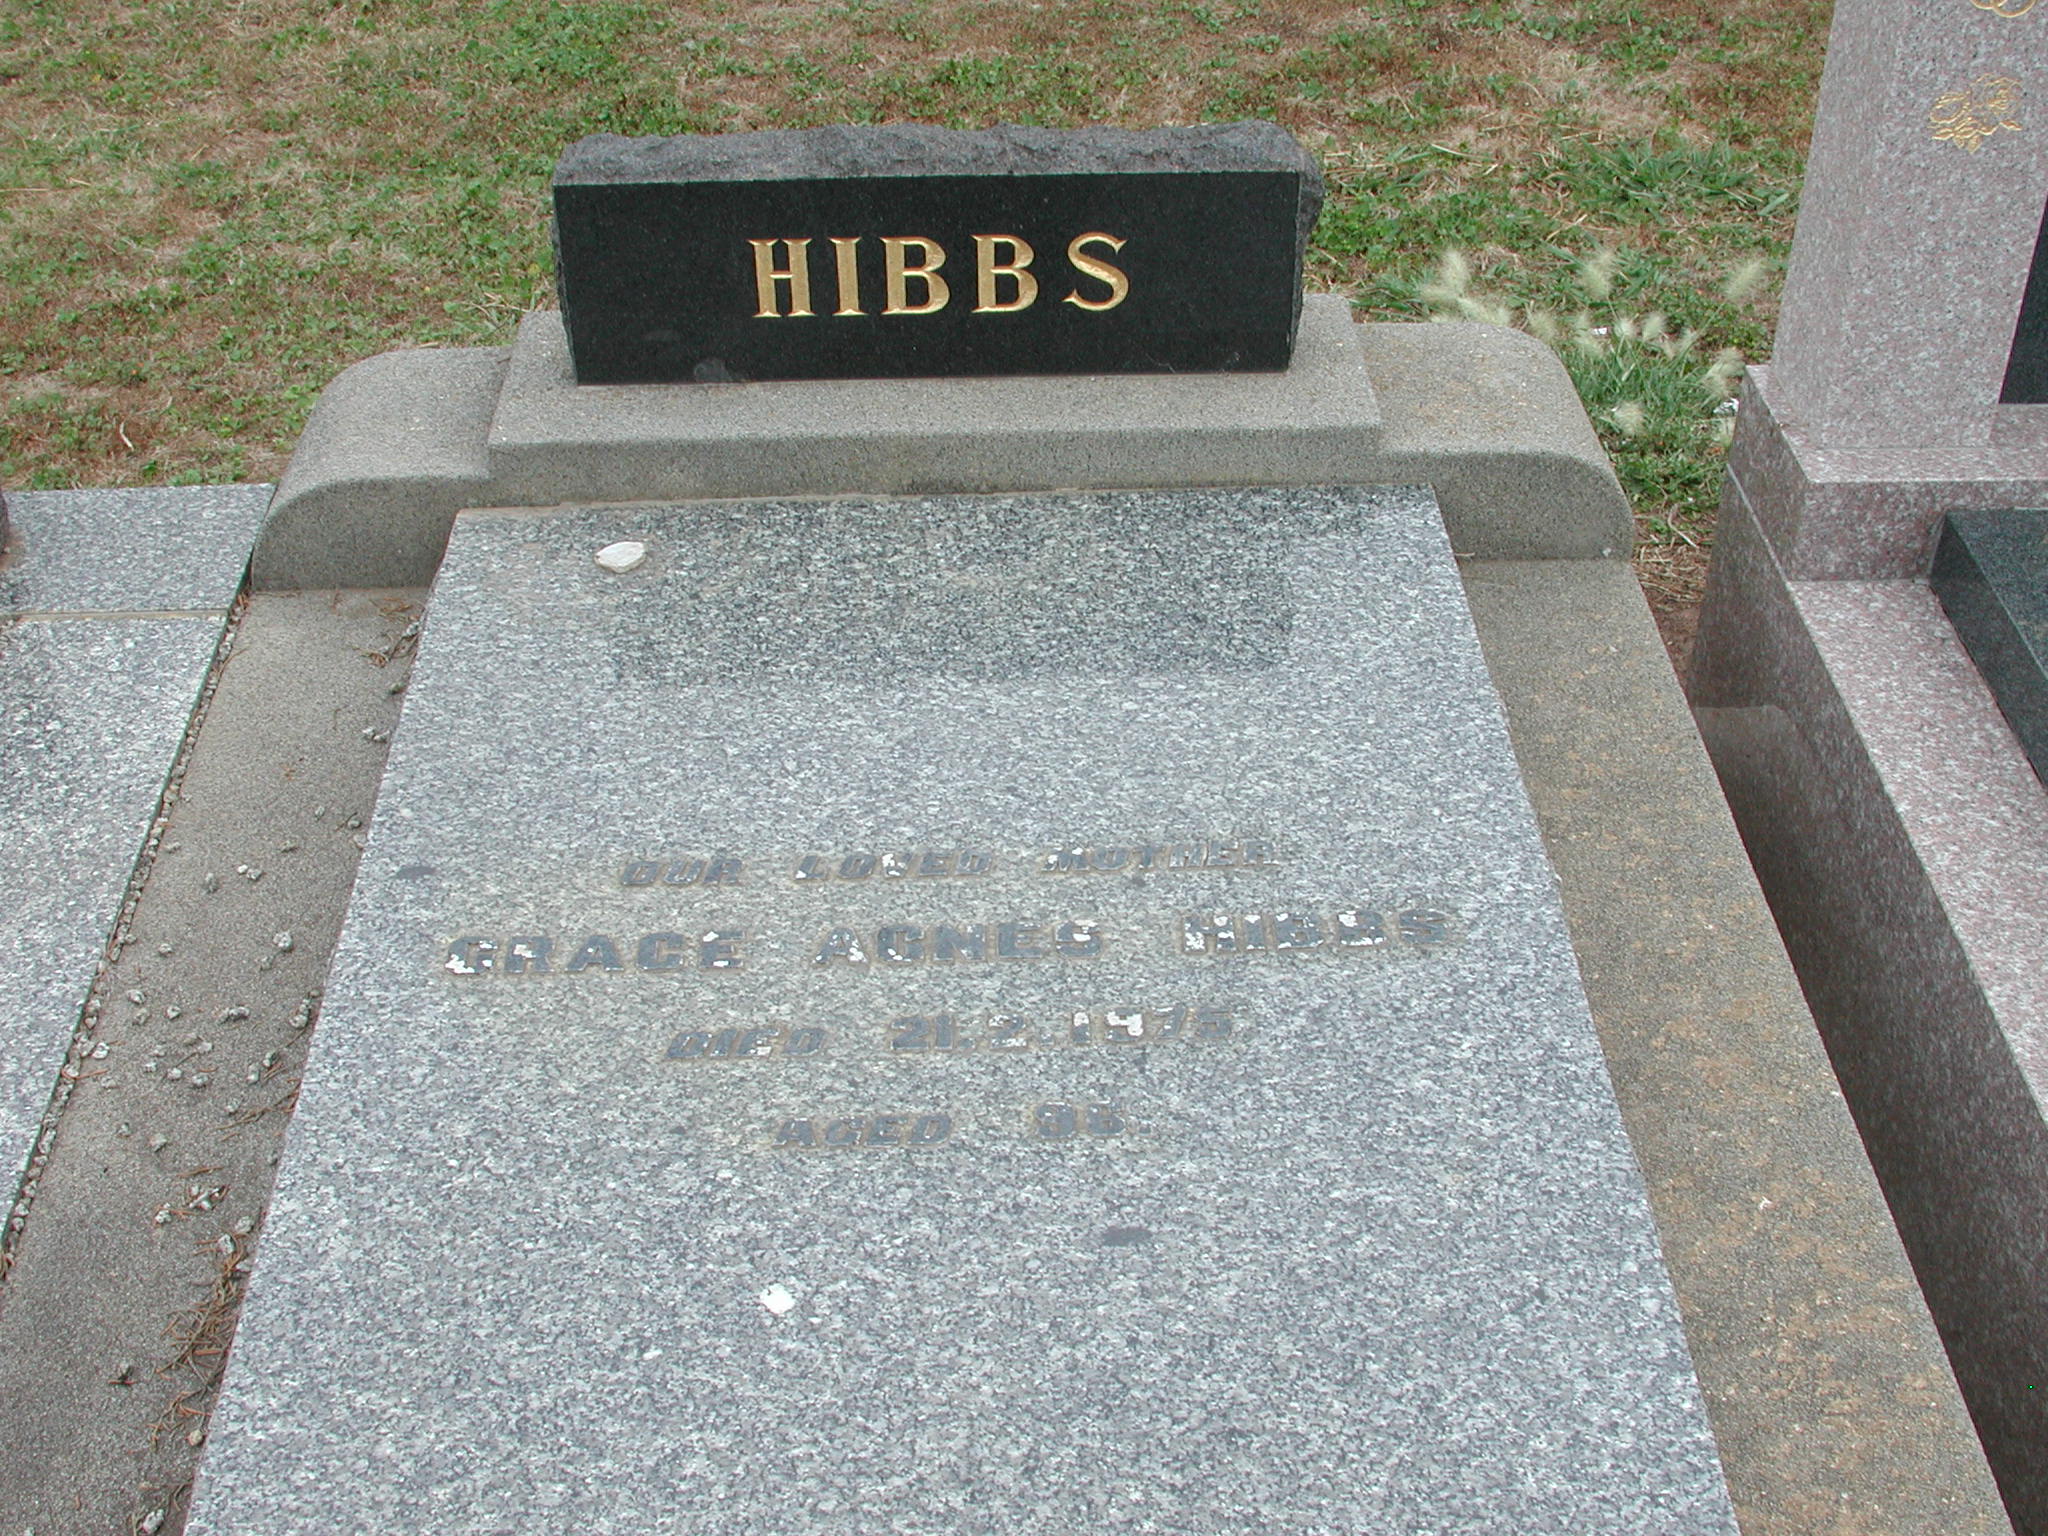 HIBBS
OUR LOVED MOTHER
GRACE AGNES HIBBS
DIED 21.2.1975
AGED